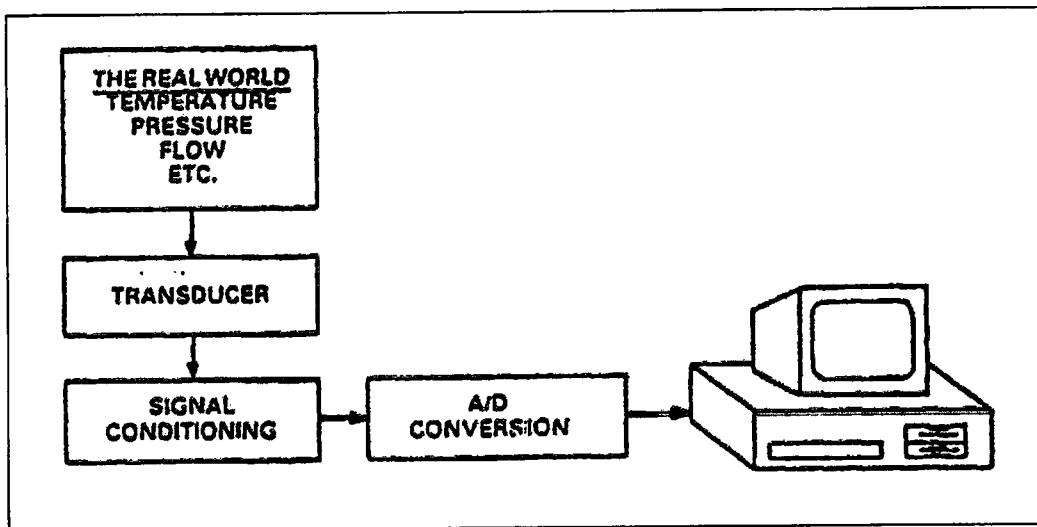 THE REAL WORLD
TEMPERATURE
PRESSURE
FLOW
ETC.
TRANSDUCER
SIGNAL
CONDITIONING
A/D
CONVERSION